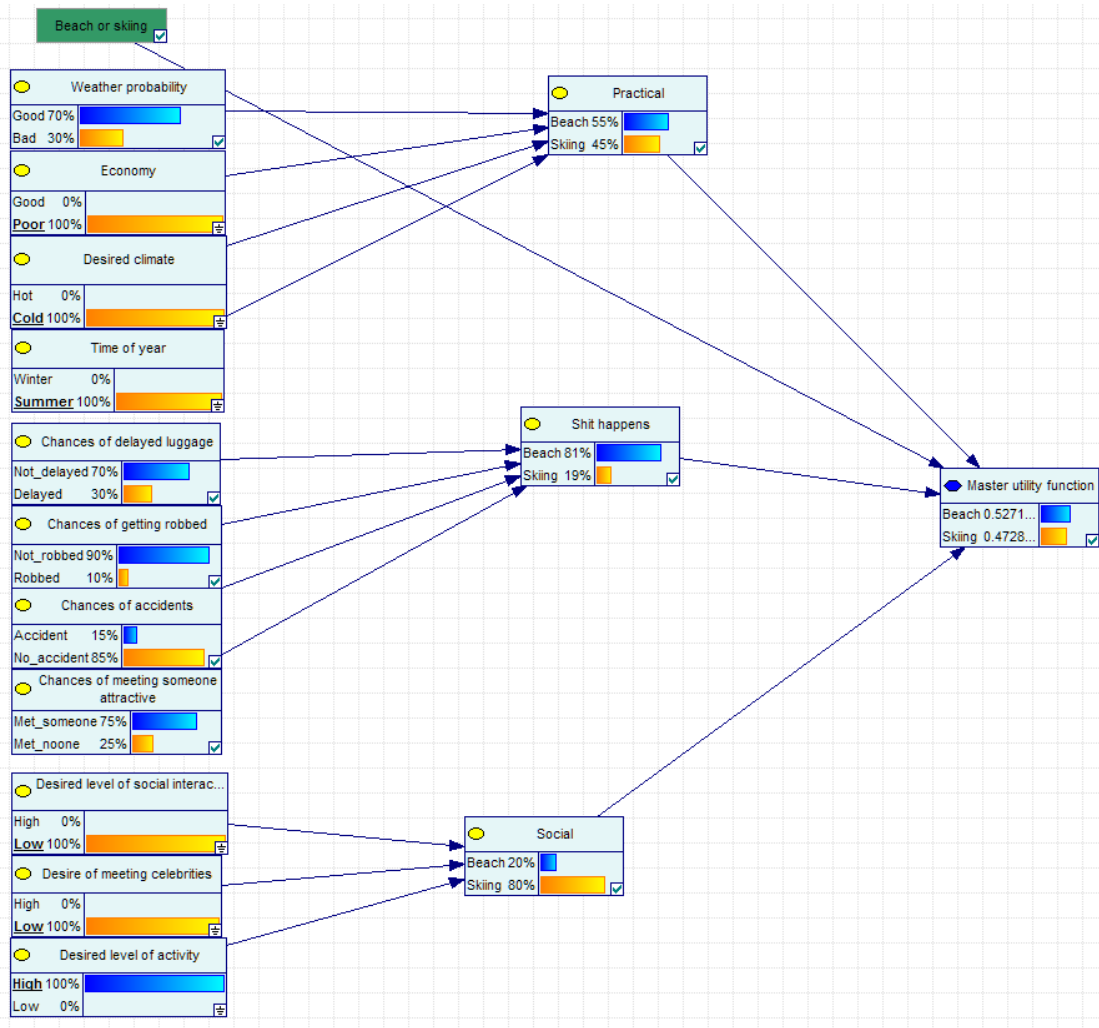 Beach or skiing
Weather probability
Good 70%
Bad 30%
Economy
Good 0%
Poor 100%
Desired climate
Hot 0%
Cold 100%
Time of year
Winter 0%
Summer 100%
Chances of delayed luggage
Not_delayed 70%
Delayed 30%
Chances of getting robbed
Not_robbed 90%
Robbed 10%
Chances of accidents
Accident 15%
No_accident 85%
Chances of meeting someone
attractive
Met_someone 75%
Met_noone 25%
Desired level of social interac...
High 0%
Low 100%
Desire of meeting celebrities
High 0%
Low 100%
Desired level of activity
High 100%
Low 0%
Practical
Beach 55%
Skiing 45%
Shit happens
Beach 81%
Skiing 19%
Social
Beach 20%
Skiing 80%
Master utility function
Beach 0.5271...
Skiing 0.4728...